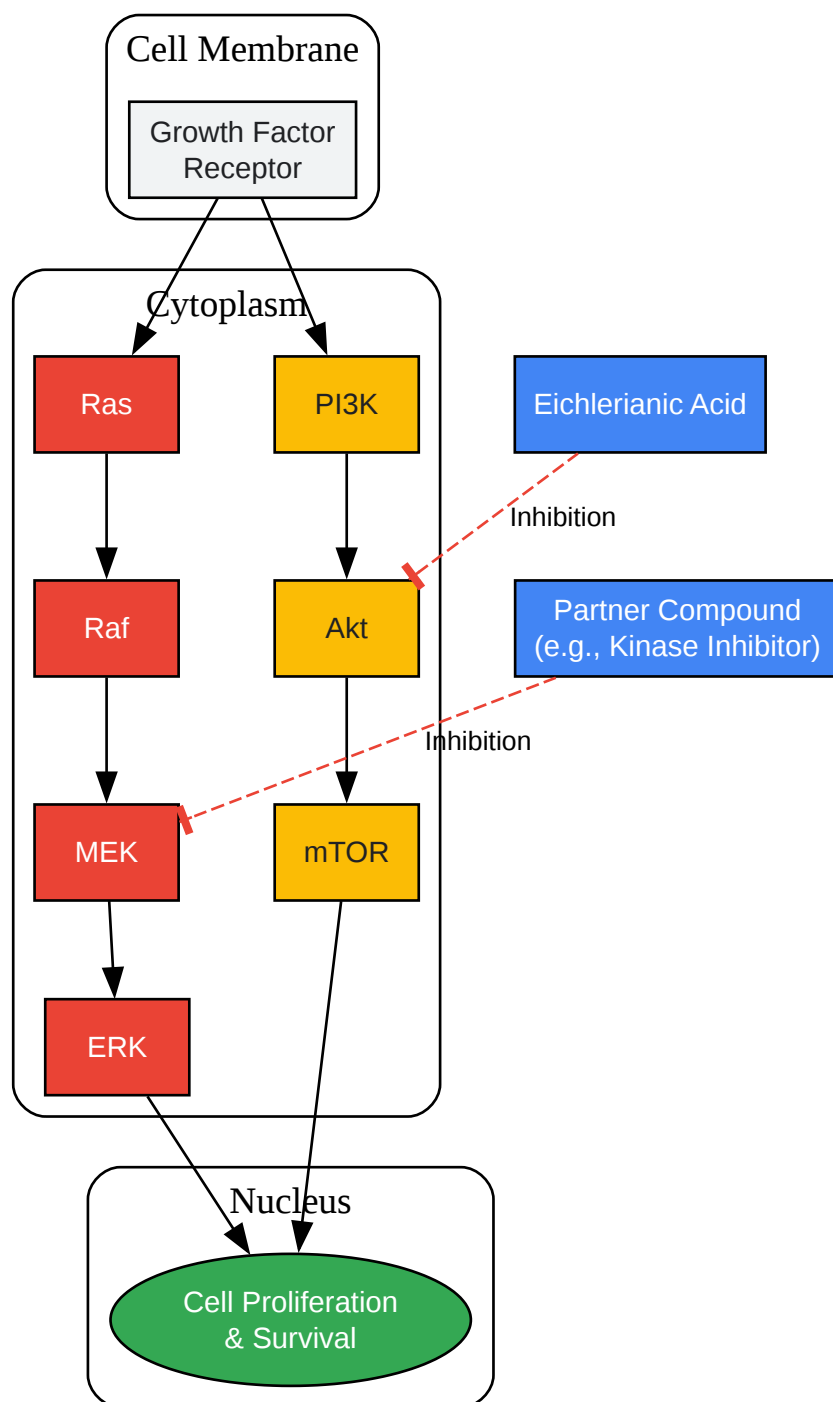 Cell Membrane
Growth Factor
Receptor
Cytoplasm
Ras
PI3K
Eichlerianic Acid
Inhibition
Raf
Akt
Partner Compound
(e.g., Kinase Inhibitor)
Inhibition
MEK
mTOR
ERK
Nucleus
Cell Proliferation
& Survival